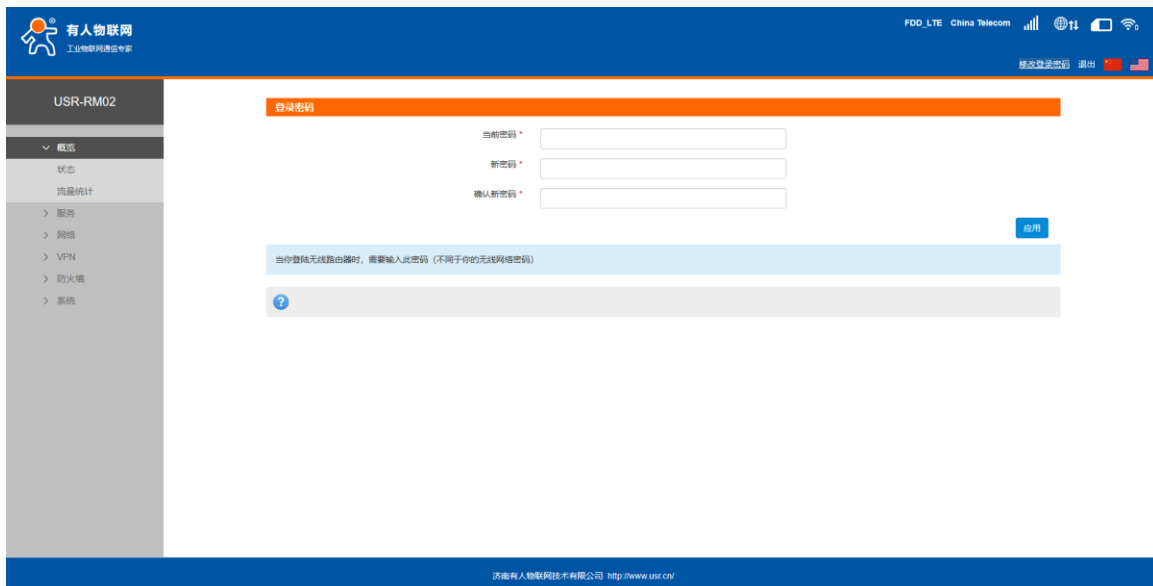 有人物联网
工业物联网通信专家
FDD_LTE China Telecom
修改登录密码 退出
USR-RM02
概览
状态
流量统计
服务
网络
VPN
防火墙
系统
登录密码
当前密码 *
新密码 *
确认新密码 *
应用
当你登陆无线路由器时，需要输入此密码（不同于你的无线网络密码）
?
济南有人物联网技术有限公司 http://www.usr.cn/